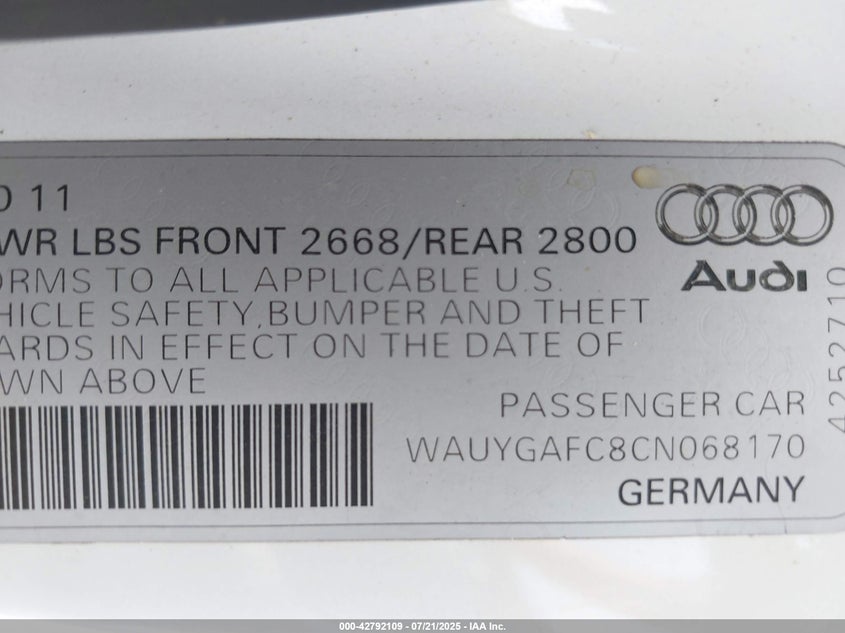 11
WR LBS FRONT 2668/REAR 2800
ORMS TO ALL APPLICABLE U.S.
HICLE SAFETY, BUMPER AND THEFT
ARDS IN EFFECT ON THE DATE OF
WN ABOVE
Audi
4252710
PASSENGER CAR
WAUYGAFC8CN068170
GERMANY
000-42792109 - 07/21/2025 - IAA Inc.